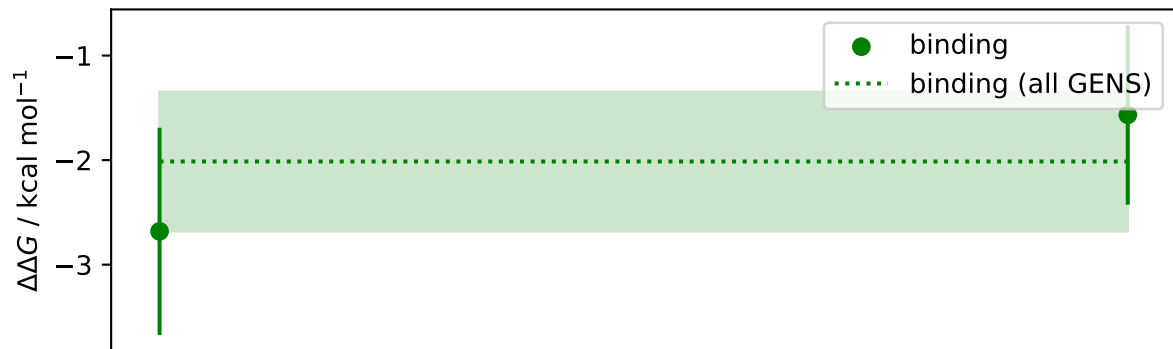 −1
−2
−3
ΔΔG / kcal mol⁻¹
binding
binding (all GENS)